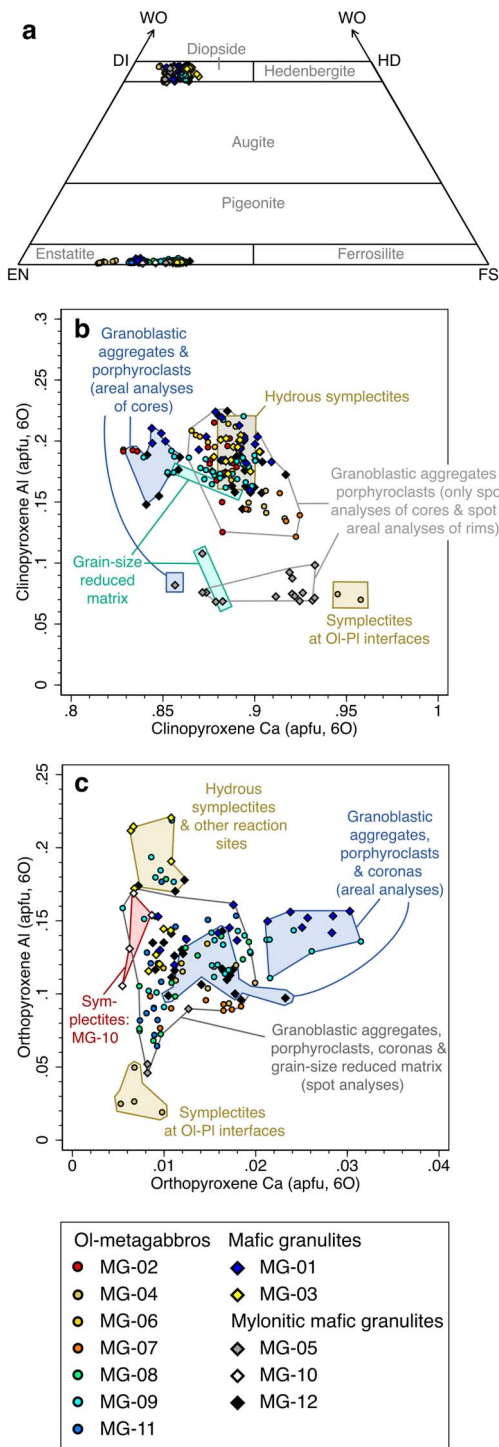 a
WO
WO
DI
Diopside
HD
Hedenbergite
Augite
Pigeonite
Enstatite
Ferrosilite
EN
FS
b
Granoblastic
aggregates &
porphyroclasts
(areal analyses
of cores)
Hydrous symplectites
Granoblastic aggregates
porphyroclasts (only spo
analyses of cores & spot
areal analyses of rims)
Grain-size
reduced
matrix
Symplectites
at Ol-Pl interfaces
Clinopyroxene Al (apfu, 6O)
.3
.25
.2
.15
.1
.05
0
.8
.85
.9
.95
1
Clinopyroxene Ca (apfu, 6O)
c
Hydrous
symplectites
& other reaction
sites
Granoblastic
aggregates,
porphyroclasts
& coronas
(areal analyses)
Sym-
plectites:
MG-10
Granoblastic aggregates,
porphyroclasts, coronas &
grain-size reduced matrix
(spot analyses)
Symplectites
at Ol-Pl interfaces
Orthopyroxene Al (apfu, 6O)
.25
.2
.15
.1
.05
0
0
.01
.02
.03
.04
Orthopyroxene Ca (apfu, 6O)
Ol-metagabbros
MG-02
MG-04
MG-06
MG-07
MG-08
MG-09
MG-11
Mafic granulites
MG-01
MG-03
Mylonitic mafic granulites
MG-05
MG-10
MG-12